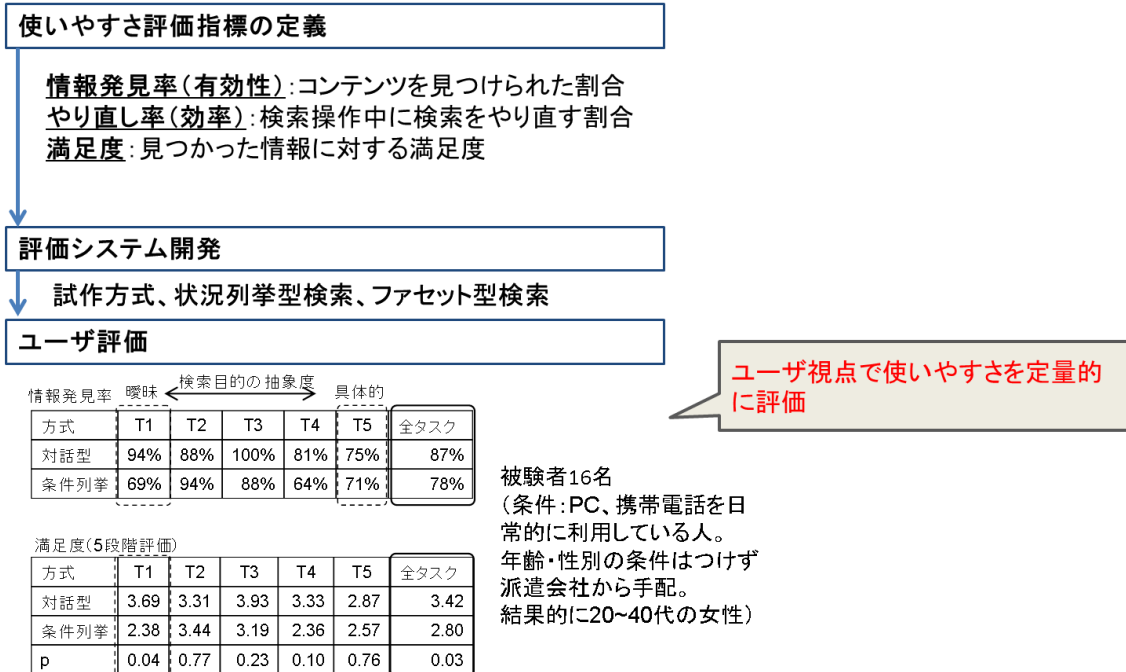 使いやすさ評価指標の定義
情報発見率(有効性):コンテンツを見つけられた割合
やり直し率(効率):検索操作中に検索をやり直す割合
満足度:見つかった情報に対する満足度
評価システム開発
試作方式、状況列挙型検索、ファセット型検索
ユーザ評価
ユーザ視点で使いやすさを定量的
に評価
情報発見率 曖昧 検索目的の抽象度 具体的
方式 T1 T2 T3 T4 T5 全タスク
対話型 94% 88% 100% 81% 75% 87%
条件列挙 69% 94% 88% 64% 71% 78%
被験者16名
(条件:PC、携帯電話を日
常的に利用している人。
年齢・性別の条件はつけず
派遣会社から手配。
結果的に20~40代の女性)
満足度(5段階評価)
方式 T1 T2 T3 T4 T5 全タスク
対話型 3.69 3.31 3.93 3.33 2.87 3.42
条件列挙 2.38 3.44 3.19 2.36 2.57 2.80
p 0.04 0.77 0.23 0.10 0.76 0.03